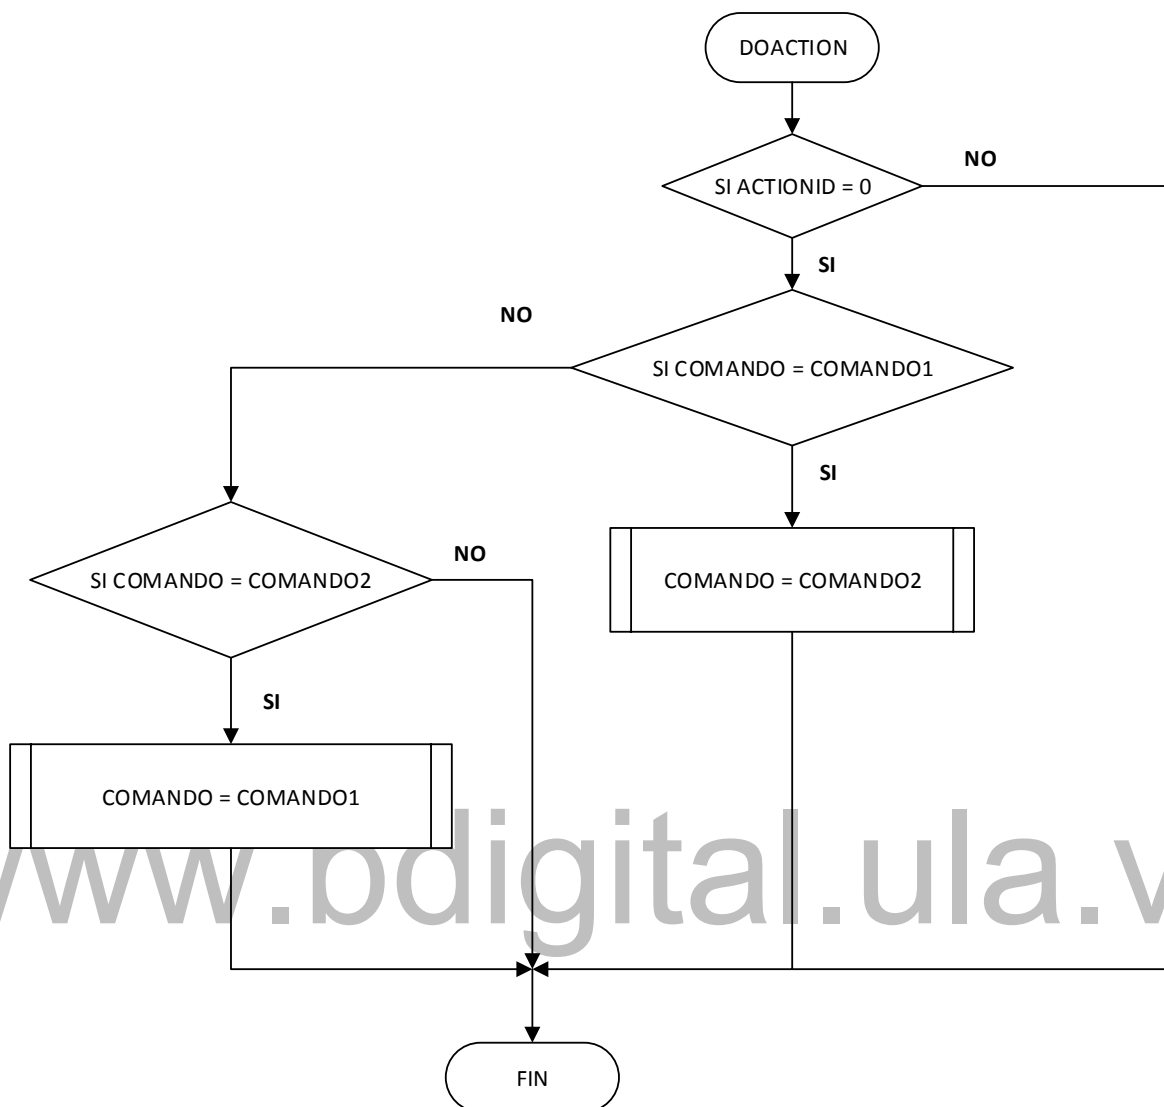 DOACTION
SI ACTIONID = 0
NO
SI
NO
SI COMANDO = COMANDO1
SI
NO
SI COMANDO = COMANDO2
COMANDO = COMANDO2
SI
COMANDO = COMANDO1
www.bdigital.ula.v
FIN